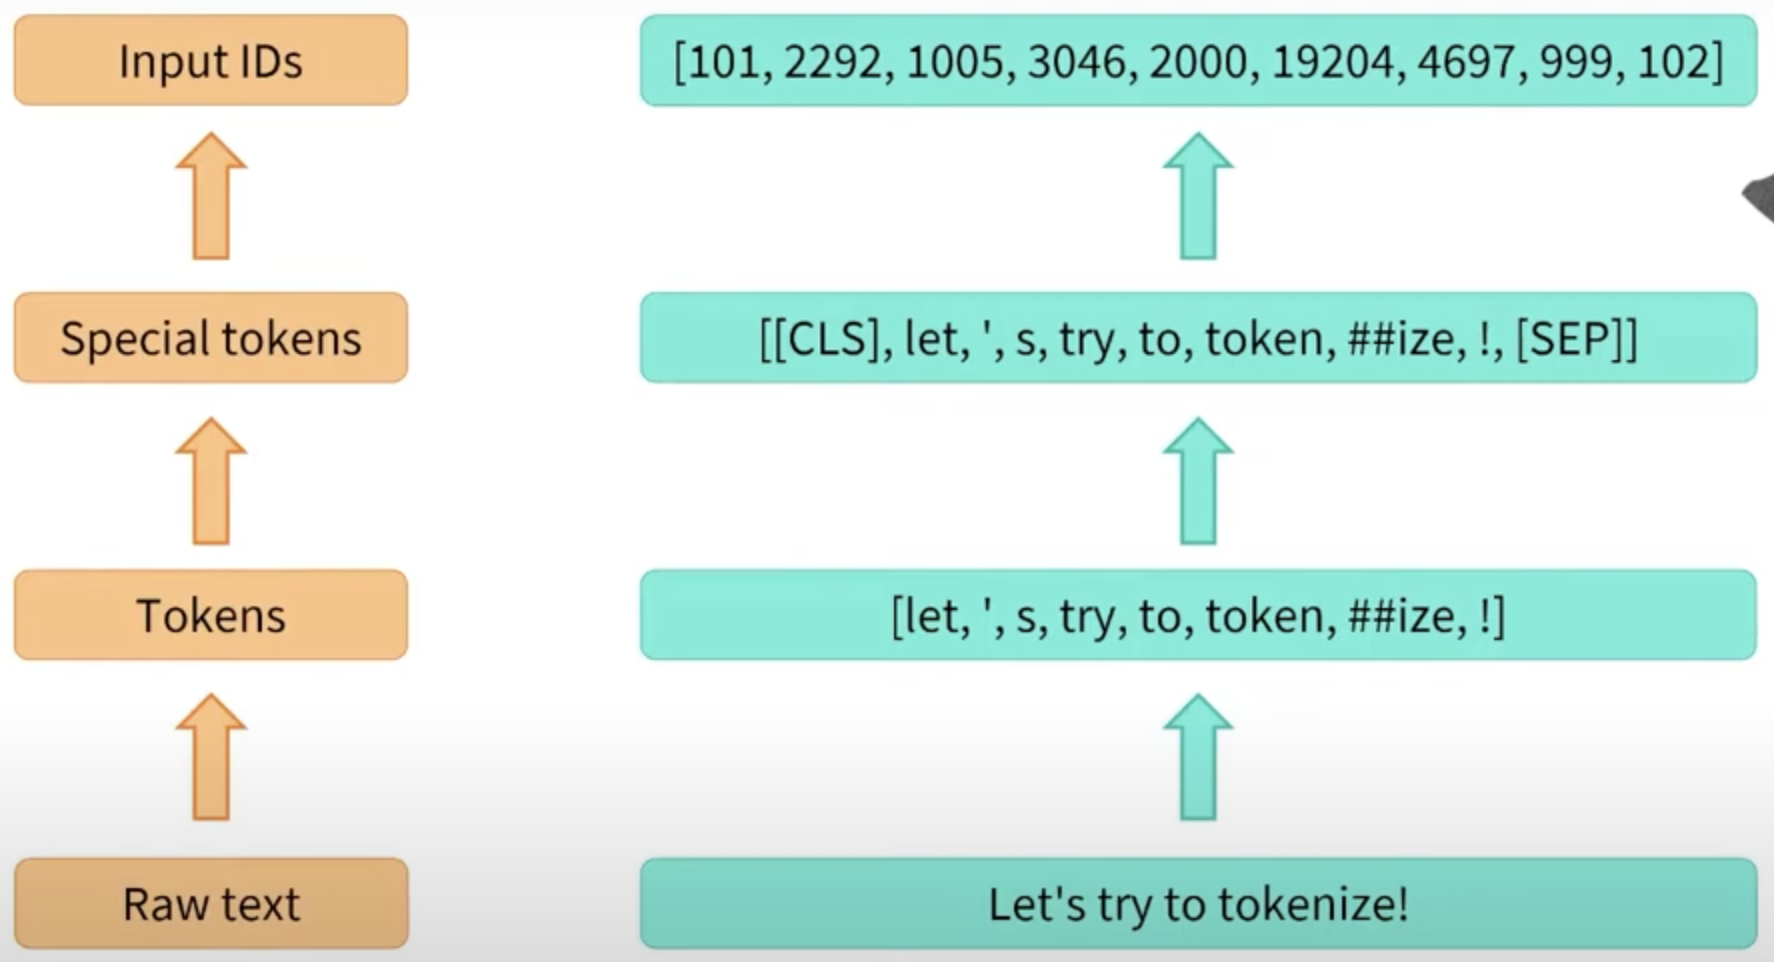 Input IDs
[101, 2292, 1005, 3046, 2000, 19204, 4697, 999, 102]
Special tokens
[[CLS], let, ', s, try, to, token, ##ize, !, [SEP]]
Tokens
[let, ', s, try, to, token, ##ize, !]
Raw text
Let's try to tokenize!